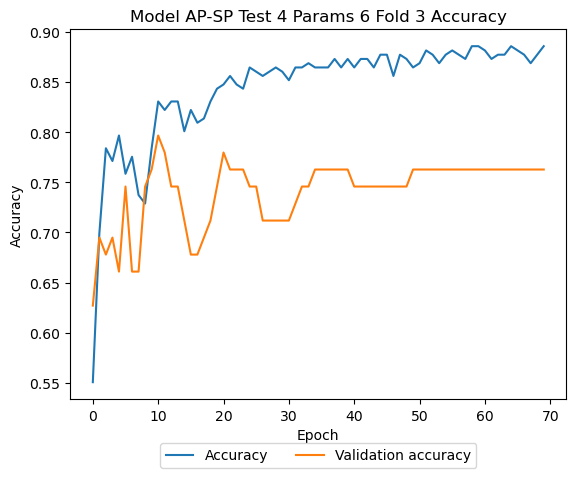 Model AP-SP Test 4 Params 6 Fold 3 Accuracy
0.90
0.85
0.80
0.75
0.70
0.65
0.60
0.55
Accuracy
0 10 20 30 40 50 60 70
Epoch
Accuracy Validation accuracy